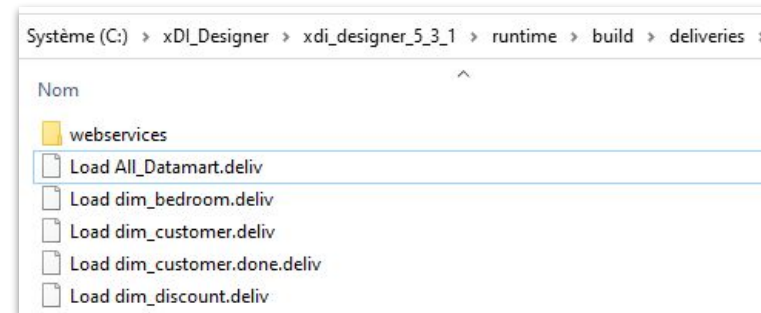 Système (C:) > xDI_Designer > xdi_designer_5_3_1 > runtime > build > deliveries >
Nom
webservices
Load All_Datamart.deliv
Load dim_bedroom.deliv
Load dim_customer.deliv
Load dim_customer.done.deliv
Load dim_discount.deliv